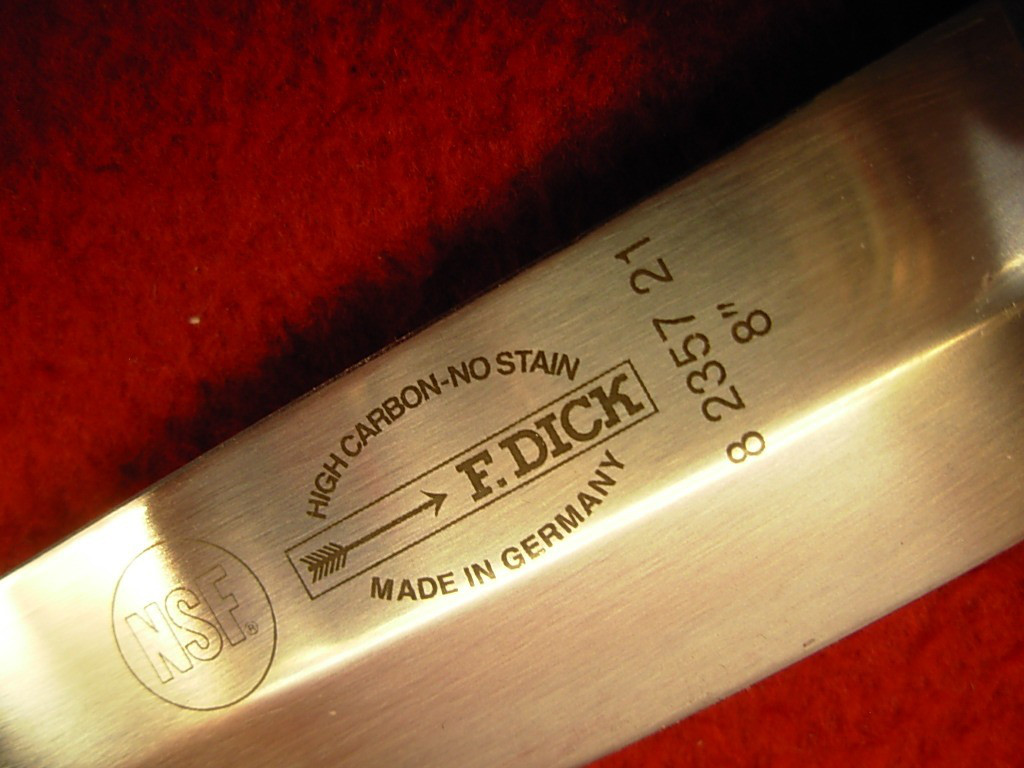 HIGH CARBON-NO STAIN
F. DICK
MADE IN GERMANY
NSF®
8 2357 21
8"